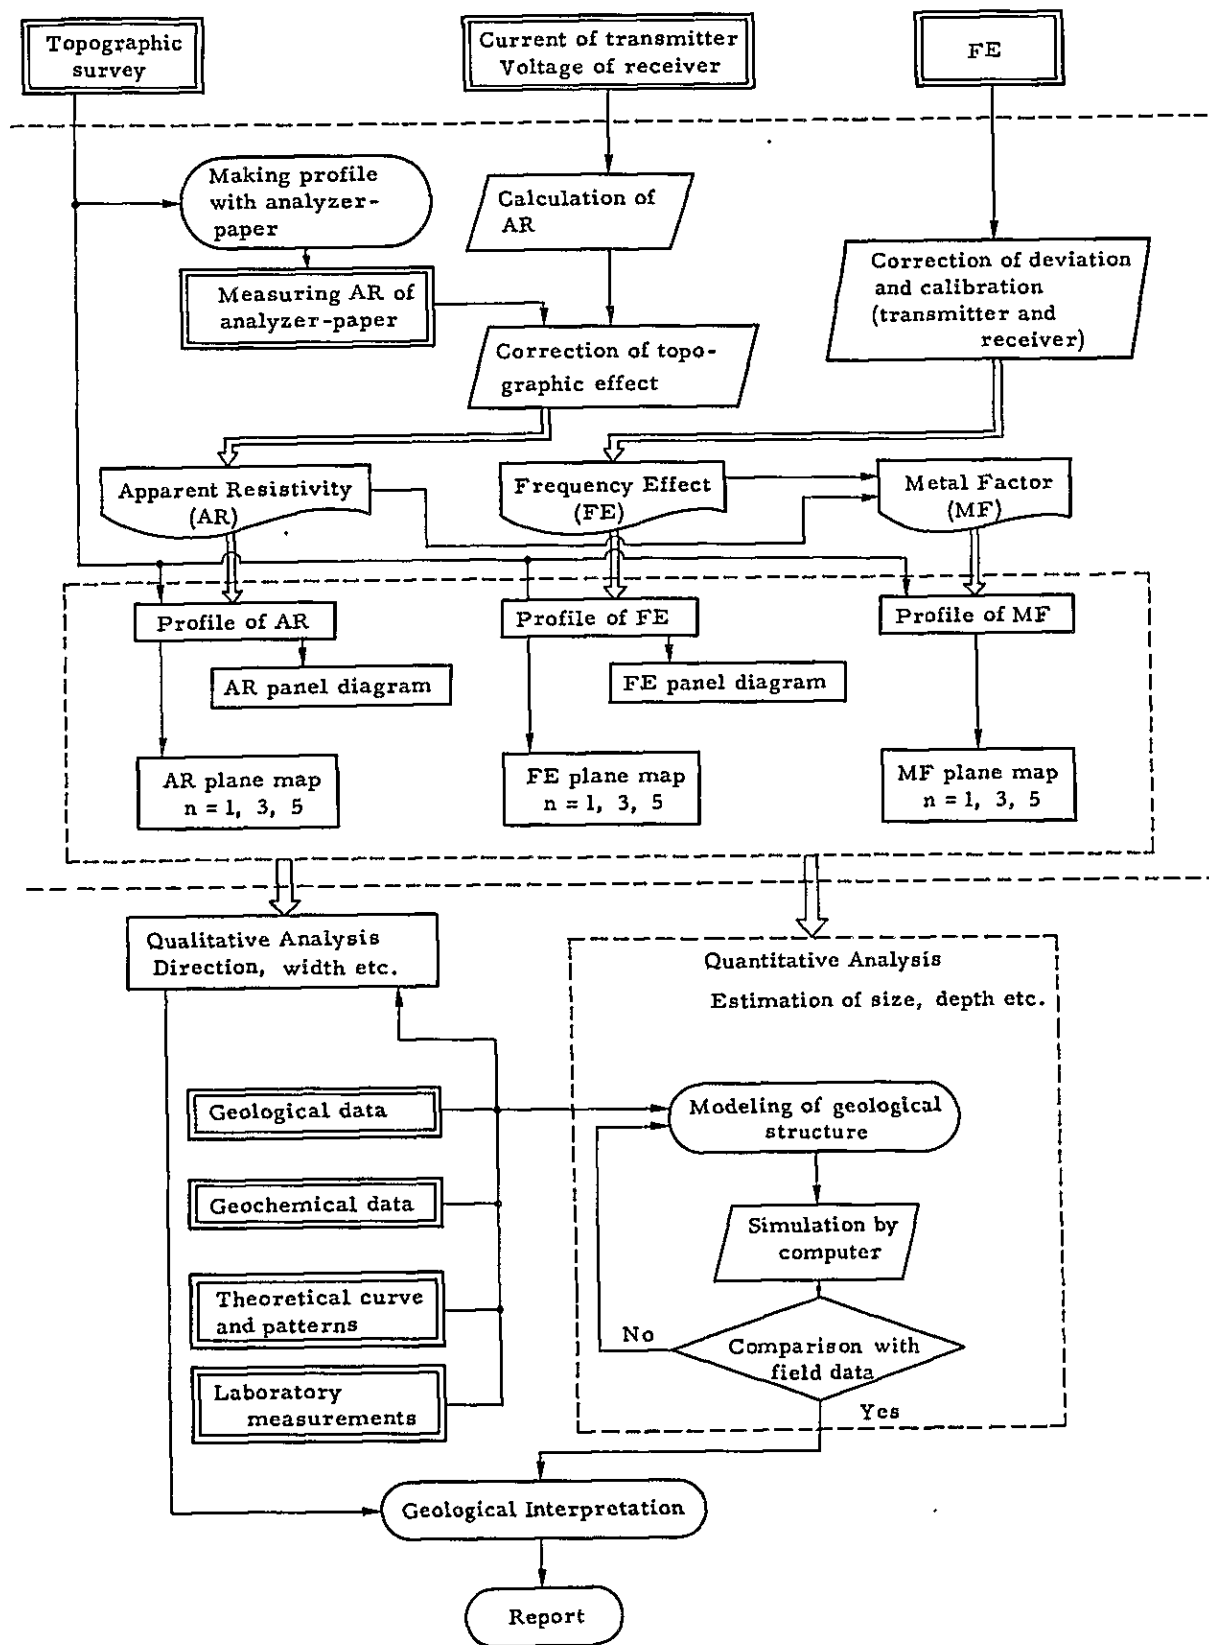 Topographic
survey
Current of transmitter
Voltage of receiver
FE
Making profile
with analyzer-
paper
Calculation of
AR
Measuring AR of
analyzer-paper
Correction of deviation
and calibration
(transmitter and
receiver)
Correction of topo-
graphic effect
Apparent Resistivity
(AR)
Frequency Effect
(FE)
Metal Factor
(MF)
Profile of AR
Profile of FE
Profile of MF
AR panel diagram
FE panel diagram
AR plane map
n = 1, 3, 5
FE plane map
n = 1, 3, 5
MF plane map
n = 1, 3, 5
Qualitative Analysis
Direction, width etc.
Quantitative Analysis
Estimation of size, depth etc.
Geological data
Modeling of geological
structure
Geochemical data
Simulation by
computer
Theoretical curve
and patterns
No
Comparison with
field data
Laboratory
measurements
Yes
Geological Interpretation
Report